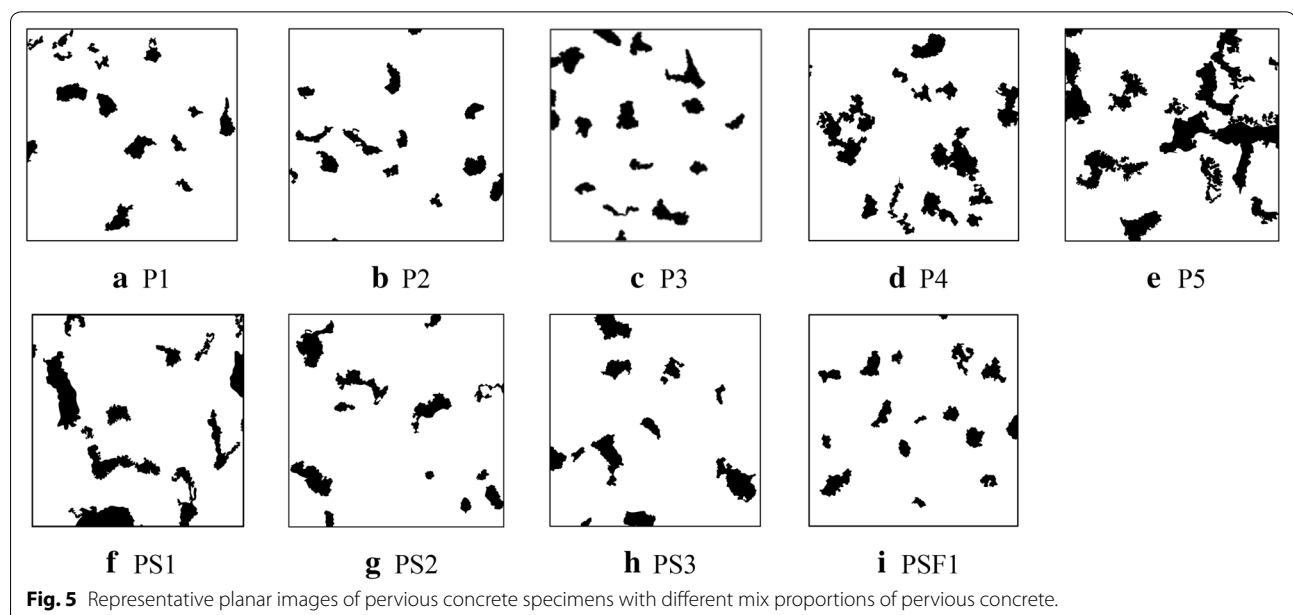 a P1
b P2
c P3
d P4
e P5
f PS1
g PS2
h PS3
i PSF1
Fig. 5 Representative planar images of pervious concrete specimens with different mix proportions of pervious concrete.